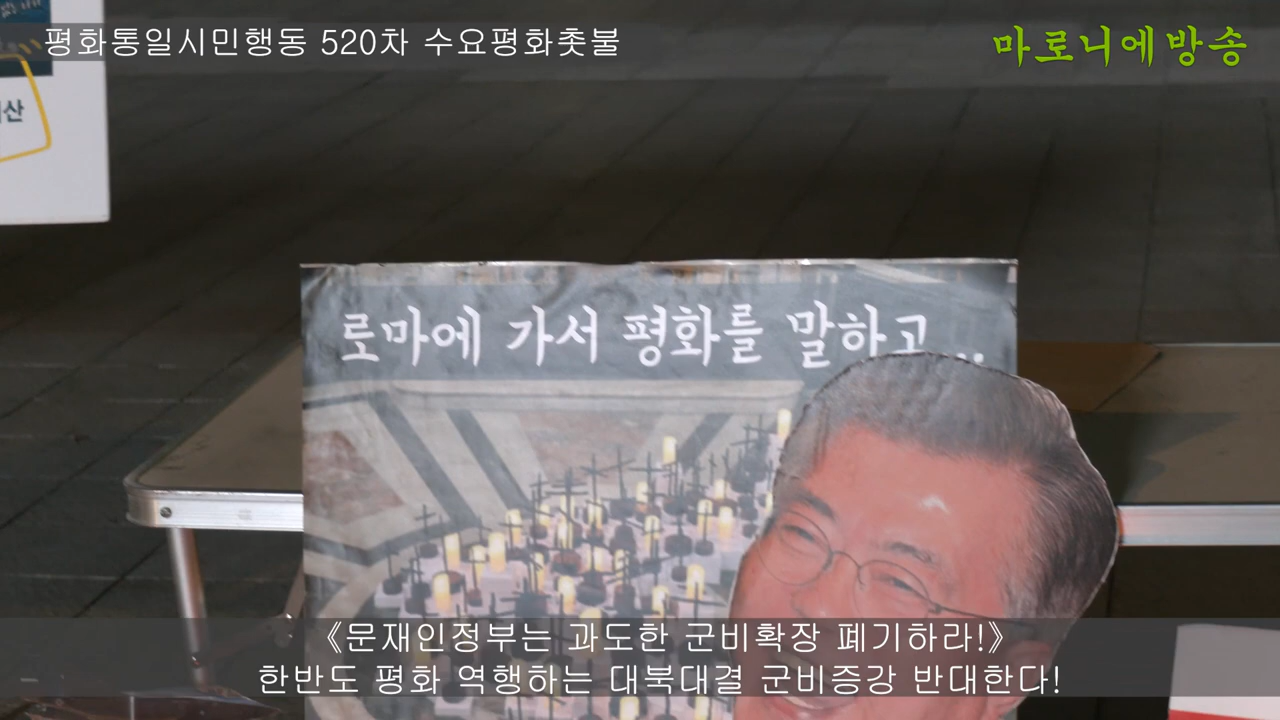 평화통일시민행동 520차 수요평화촛불
마로니에방송
산
로마에 가서 평화를 말하고...
《문재인정부는 과도한 군비확장 폐기하라!》
한반도 평화 역행하는 대북대결 군비증강 반대한다!